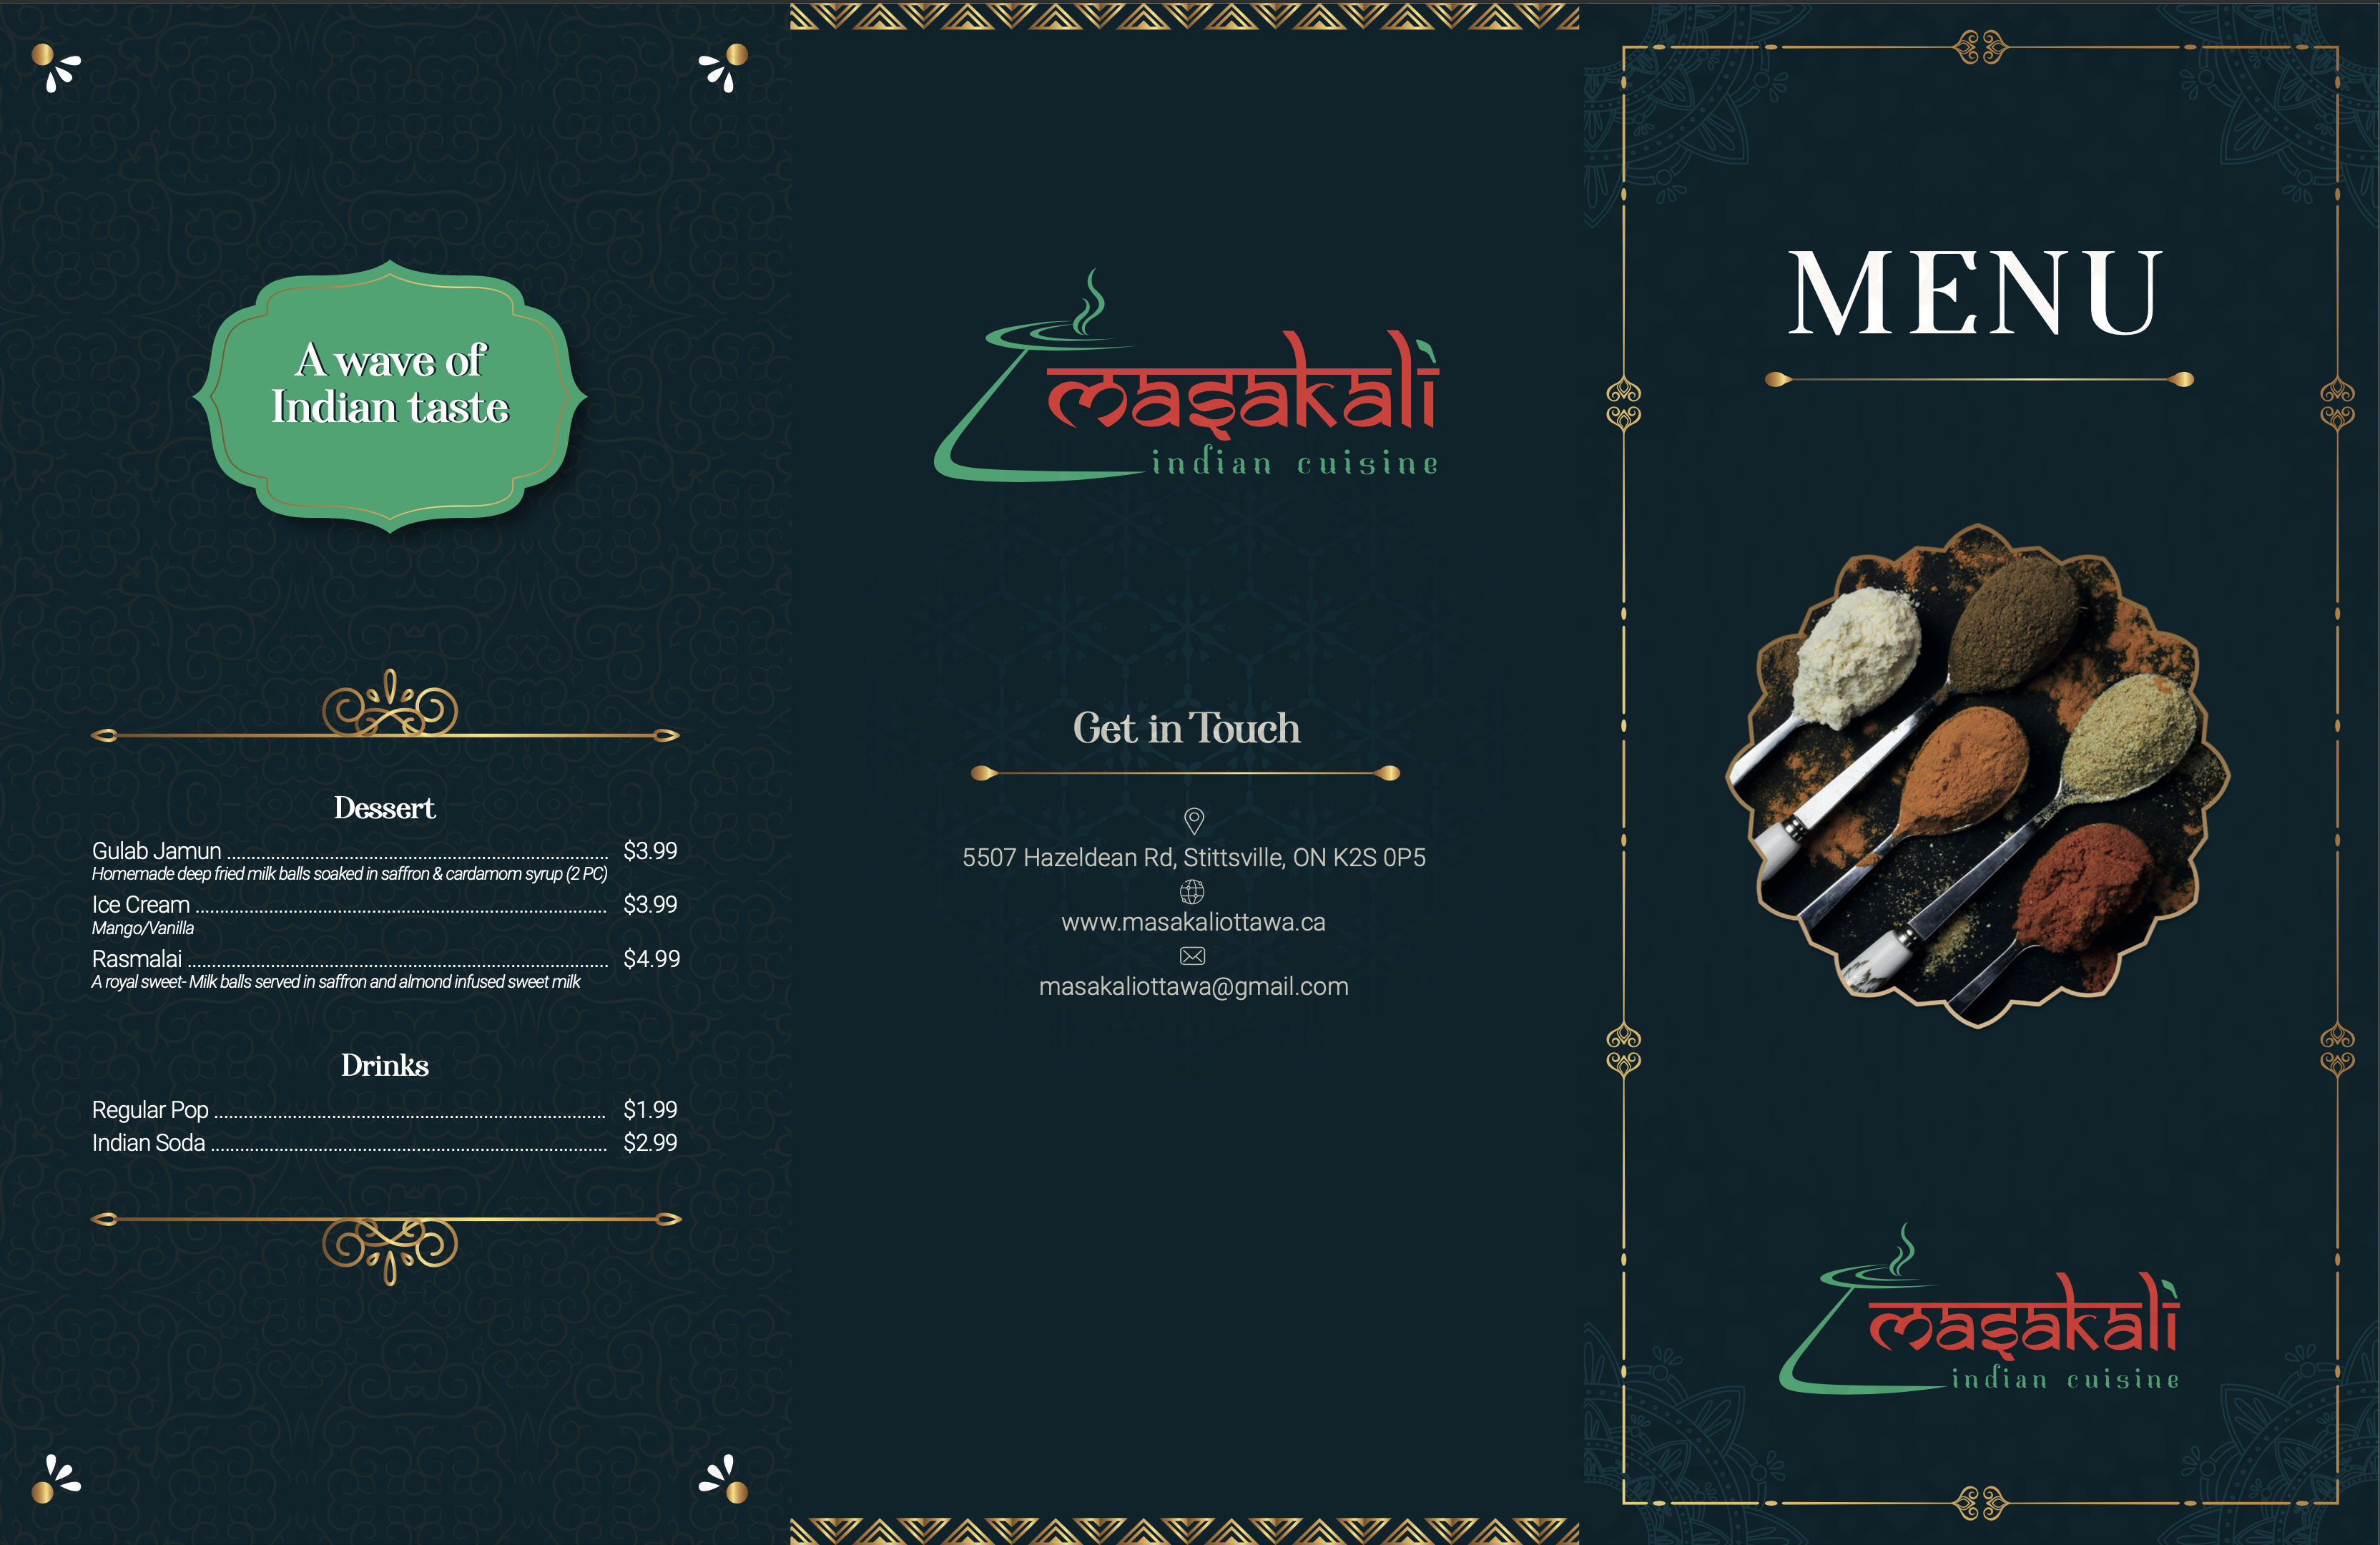 A wave of
Indian taste
Dessert
Gulab Jamun ........................................ $3.99
Homemade deep fried milk balls soaked in saffron & cardamom syrup (2 PC)
Ice Cream ........................................ $3.99
Mango/Vanilla
Rasmalai ........................................ $4.99
A royal sweet- Milk balls served in saffron and almond infused sweet milk
Drinks
Regular Pop ........................................ $1.99
Indian Soda ........................................ $2.99
masakali
indian cuisine
Get in Touch
5507 Hazeldean Rd, Stittsville, ON K2S 0P5
www.masakaliottawa.ca
masakaliottawa@gmail.com
MENU
masakali
indian cuisine